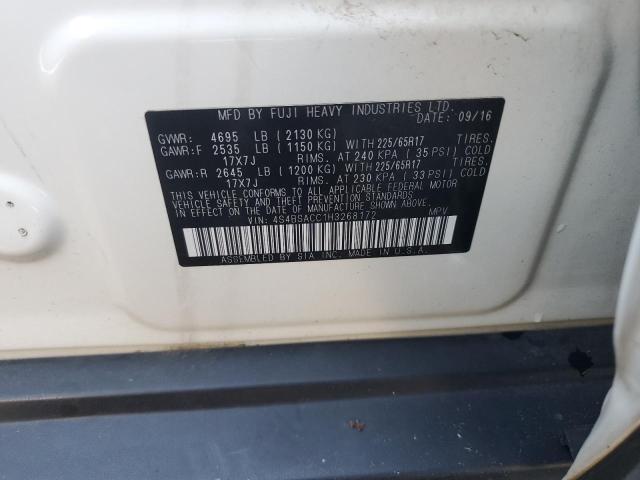 MFD BY FUJI HEAVY INDUSTRIES LTD.
DATE: 09/16
GVWR: 4695 LB ( 2130 KG)
GAWR:F 2535 LB ( 1150 KG) WITH 225/65R17 TIRES.
17X7J RIMS. AT 240 KPA ( 35 PSI) COLD
GAWR:R 2645 LB ( 1200 KG) WITH 225/65R17 TIRES.
17X7J RIMS. AT 230 KPA ( 33 PSI) COLD
THIS VEHICLE CONFORMS TO ALL APPLICABLE FEDERAL MOTOR
VEHICLE SAFETY AND THEFT PREVENTION STANDARDS IN EFFECT
ON THE DATE OF MANUFACTURE SHOWN ABOVE.
VIN: 4S4BSACC1H3268172 MPV
ASSEMBLED BY SIA INC. MADE IN U.S.A.